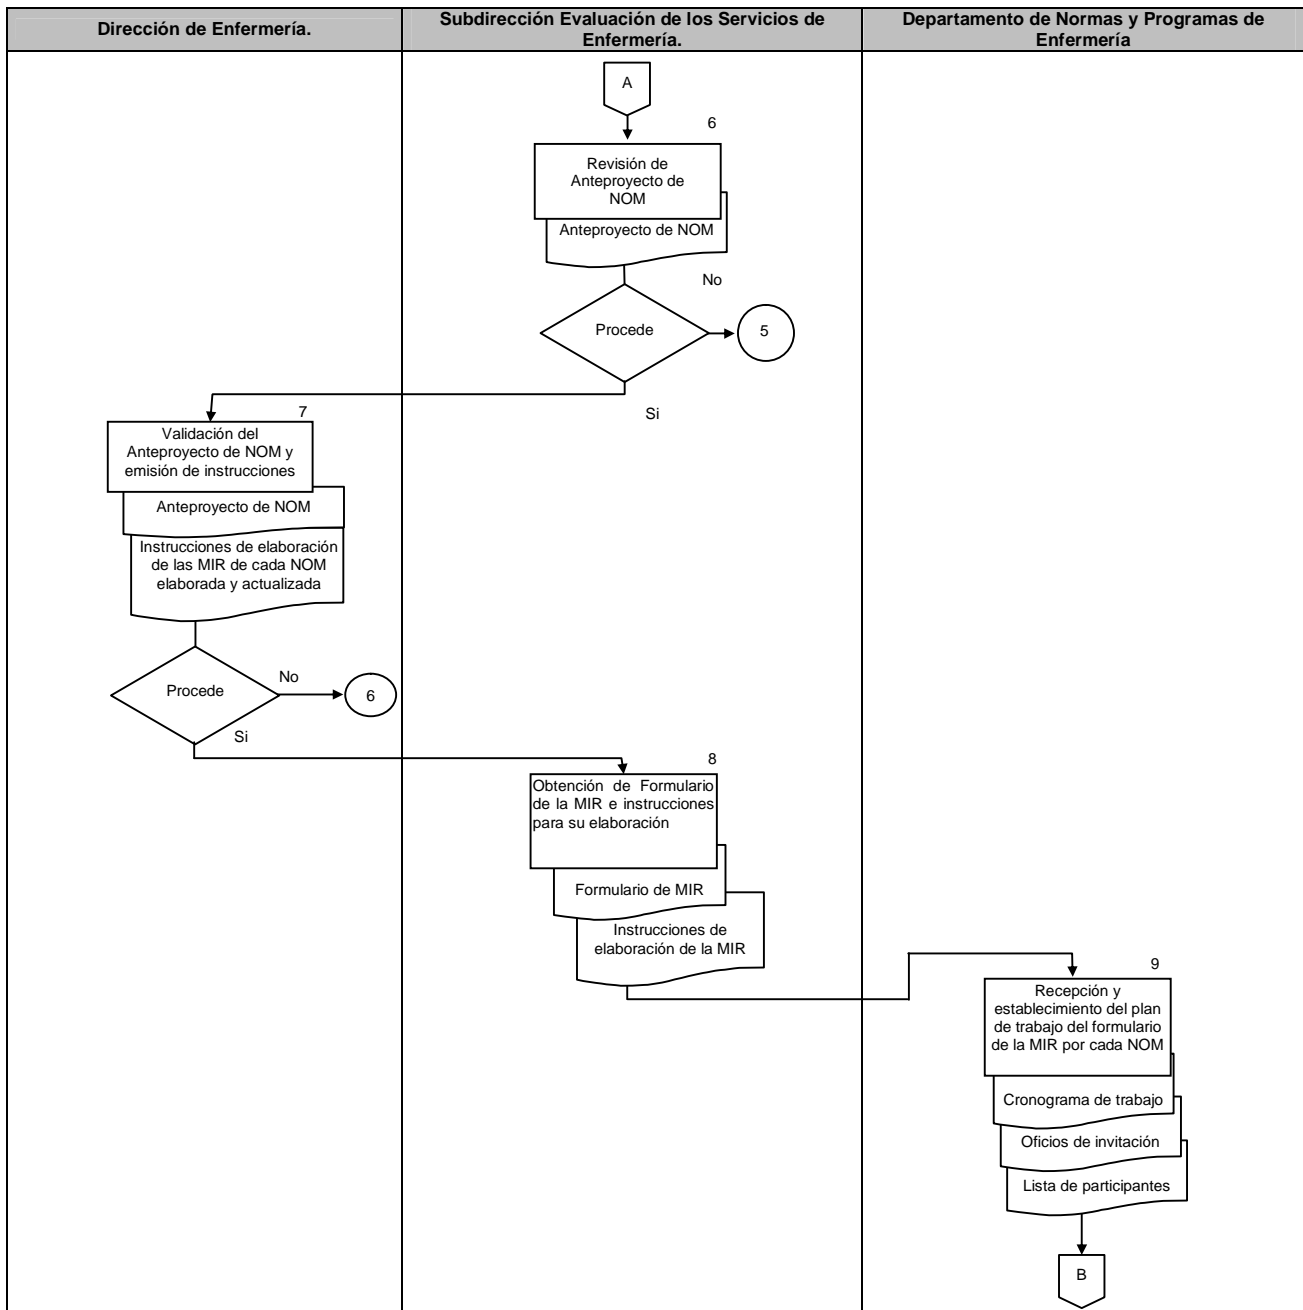 Dirección de Enfermería.
Subdirección Evaluación de los Servicios de
Enfermería.
Departamento de Normas y Programas de
Enfermería
A
6
Revisión de
Anteproyecto de
NOM
Anteproyecto de NOM
No
Procede
5
Si
7
Validación del
Anteproyecto de NOM y
emisión de instrucciones
Anteproyecto de NOM
Instrucciones de elaboración
de las MIR de cada NOM
elaborada y actualizada
Procede
No
6
Si
8
Obtención de Formulario
de la MIR e instrucciones
para su elaboración
Formulario de MIR
Instrucciones de
elaboración de la MIR
9
Recepción y
establecimiento del plan
de trabajo del formulario
de la MIR por cada NOM
Cronograma de trabajo
Oficios de invitación
Lista de participantes
B